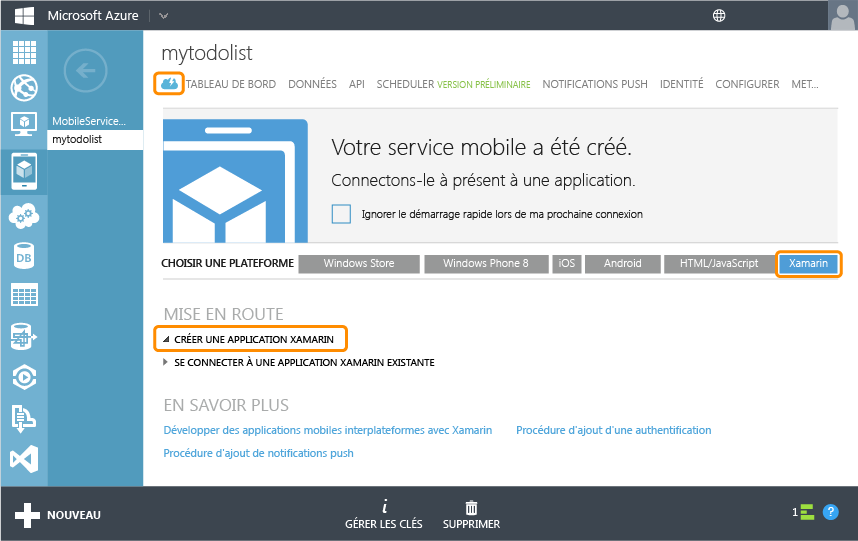 Microsoft Azure
mytodolist
TABLEAU DE BORD DONNÉES API SCHEDULER VERSION PRÉLIMINAIRE NOTIFICATIONS PUSH IDENTITÉ CONFIGURER MET...
MobileService...
mytodolist
Votre service mobile a été créé.
Connectons-le à présent à une application.
Ignorer le démarrage rapide lors de ma prochaine connexion
CHOISIR UNE PLATEFORME Windows Store Windows Phone 8 iOS Android HTML/JavaScript Xamarin
DB
MISE EN ROUTE
CRÉER UNE APPLICATION XAMARIN
SE CONNECTER À UNE APPLICATION XAMARIN EXISTANTE
EN SAVOIR PLUS
Développer des applications mobiles interplateformes avec Xamarin Procédure d'ajout d'une authentification
Procédure d'ajout de notifications push
NOUVEAU
GÉRER LES CLÉS SUPPRIMER
1 ?